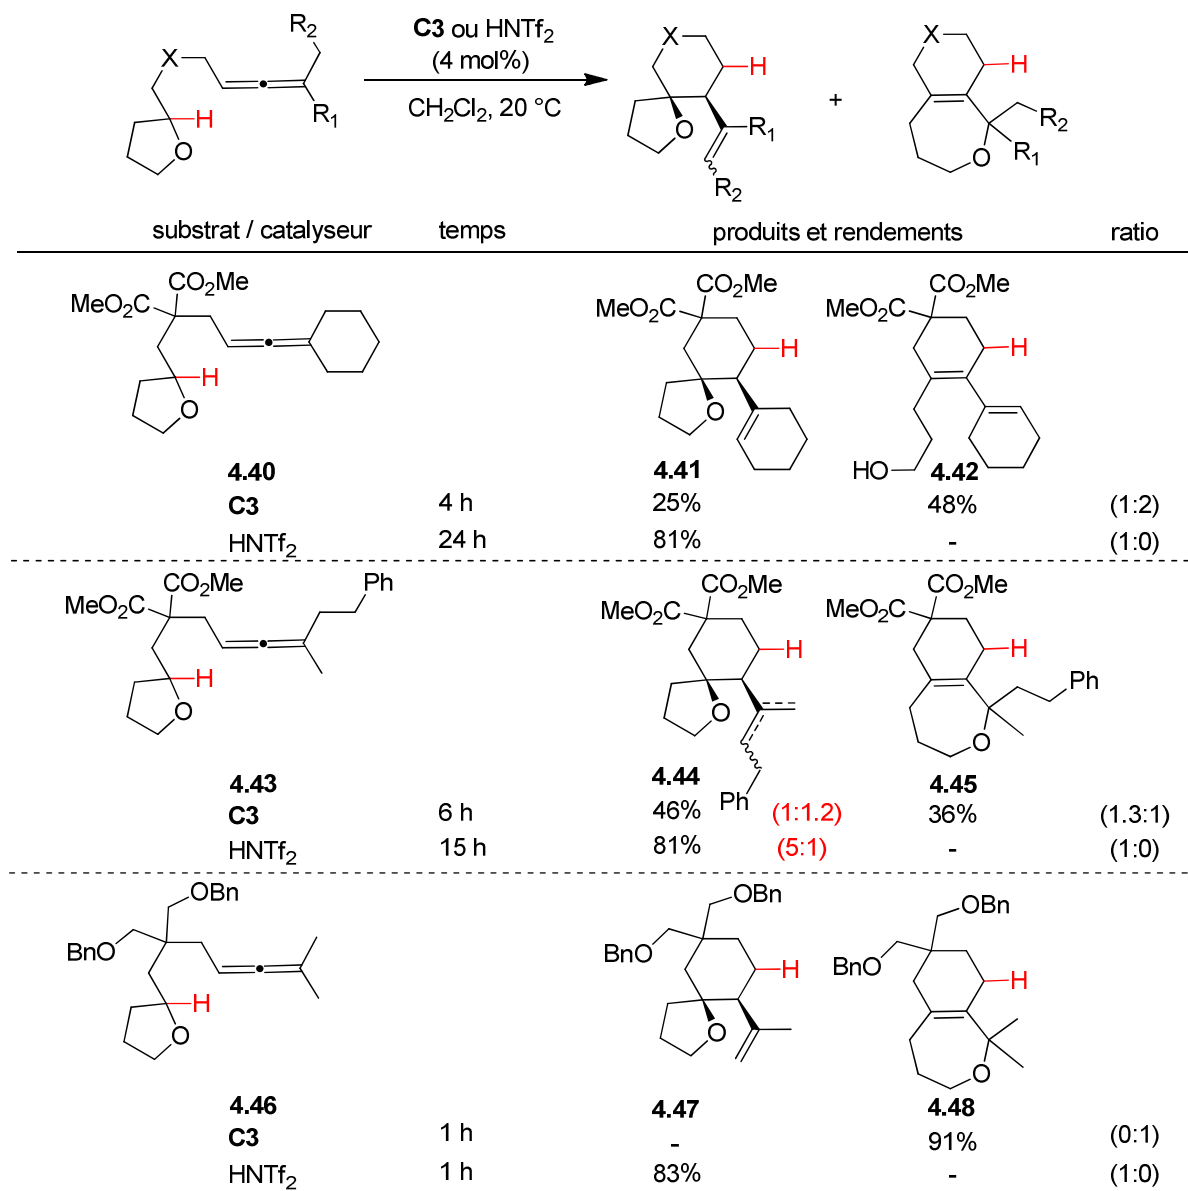 C3 ou HNTf2
(4 mol%)
CH2Cl2, 20 °C
R2
X
R1
H
O
X
H
O
R1
R2
+
X
H
R2
O
R1
substrat / catalyseur temps produits et rendements ratio
CO2Me
MeO2C
H
O
CO2Me
MeO2C
H
O
CO2Me
MeO2C
H
HO
4.40 4.41 4.42
C3 4 h 25% 48% (1:2)
HNTf2 24 h 81% - (1:0)
CO2Me
MeO2C
Ph
H
O
CO2Me
MeO2C
H
O
Ph
CO2Me
MeO2C
H
Ph
O
4.43 4.44 4.45
C3 6 h 46% (1:1.2) 36% (1.3:1)
HNTf2 15 h 81% (5:1) - (1:0)
OBn
BnO
H
O
OBn
BnO
H
O
OBn
BnO
H
O
4.46 4.47 4.48
C3 1 h - 91% (0:1)
HNTf2 1 h 83% - (1:0)